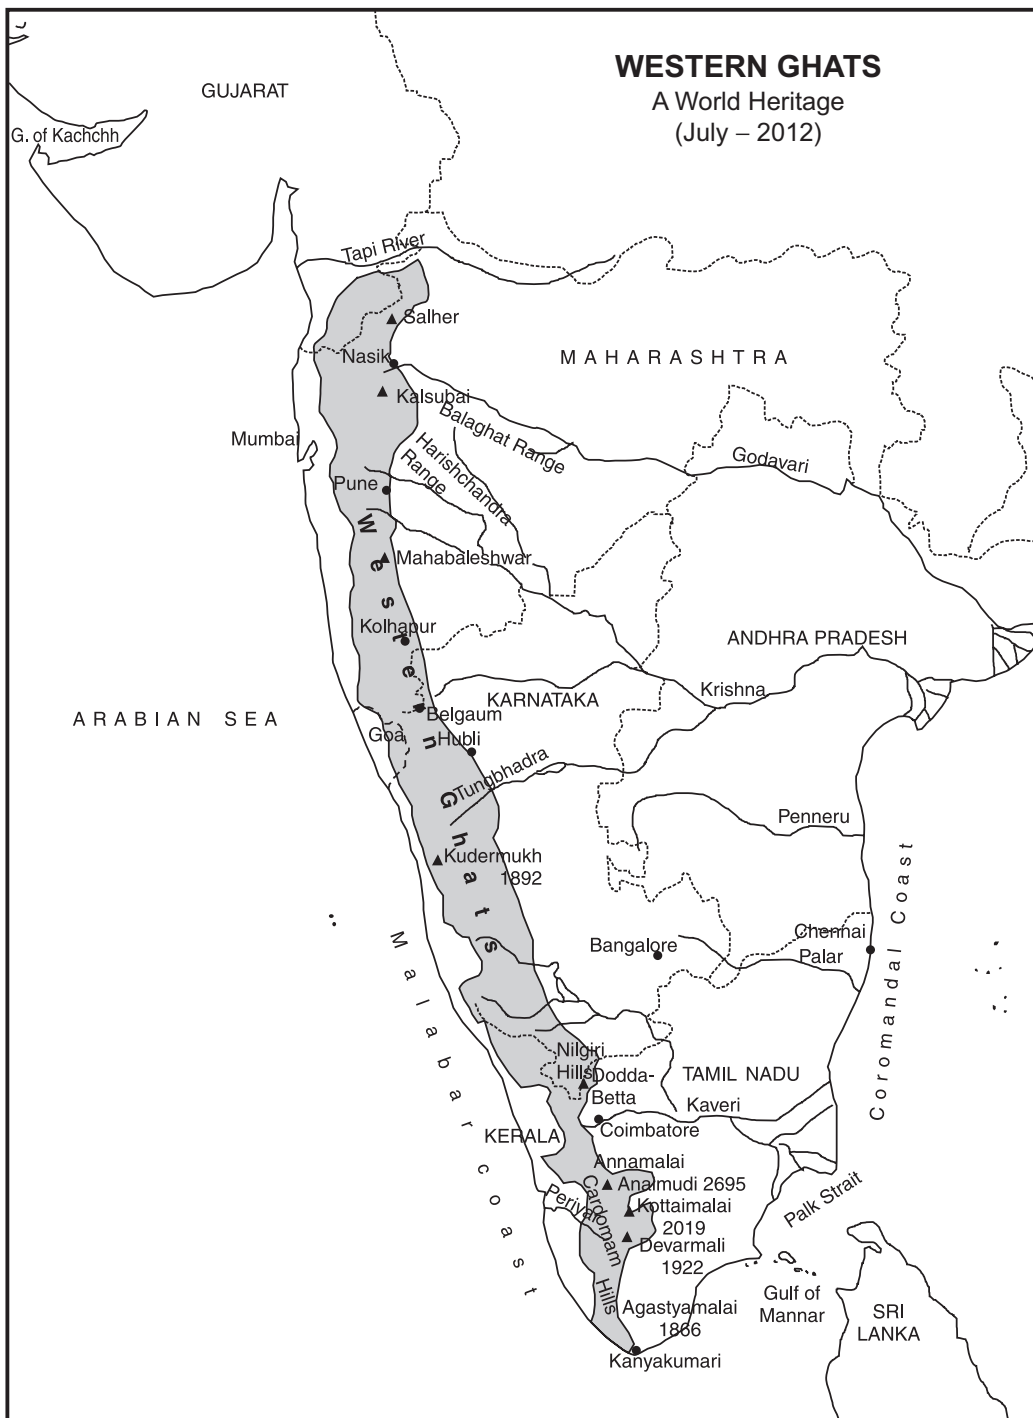 WESTERN GHATS
A World Heritage
(July – 2012)
GUJARAT
G. of Kachchh
Tapi River
Salher
MAHARASHTRA
Nasik
Kalsubai
Balaghat Range
Mumbai
Harishchandra
Range
Godavari
Pune
Western Ghats
Mahabaleshwar
Kolhapur
ANDHRA PRADESH
Krishna
KARNATAKA
ARABIAN SEA
Belgaum
Goa
Hubli
Tungbhadra
Penneru
Kudermukh
1892
Coromandal Coast
Malabar coast
Bangalore
Chennai
Palar
Nilgiri
Hills
Dodda-
Betta
TAMIL NADU
Kaveri
Coimbatore
KERALA
Annamalai
Anaimudi 2695
Periyar
Cardomam
Hills
Kottaimalai
2019
Palk Strait
Devarmali
1922
Gulf of
Mannar
Agastyamalai
1866
SRI
LANKA
Kanyakumari